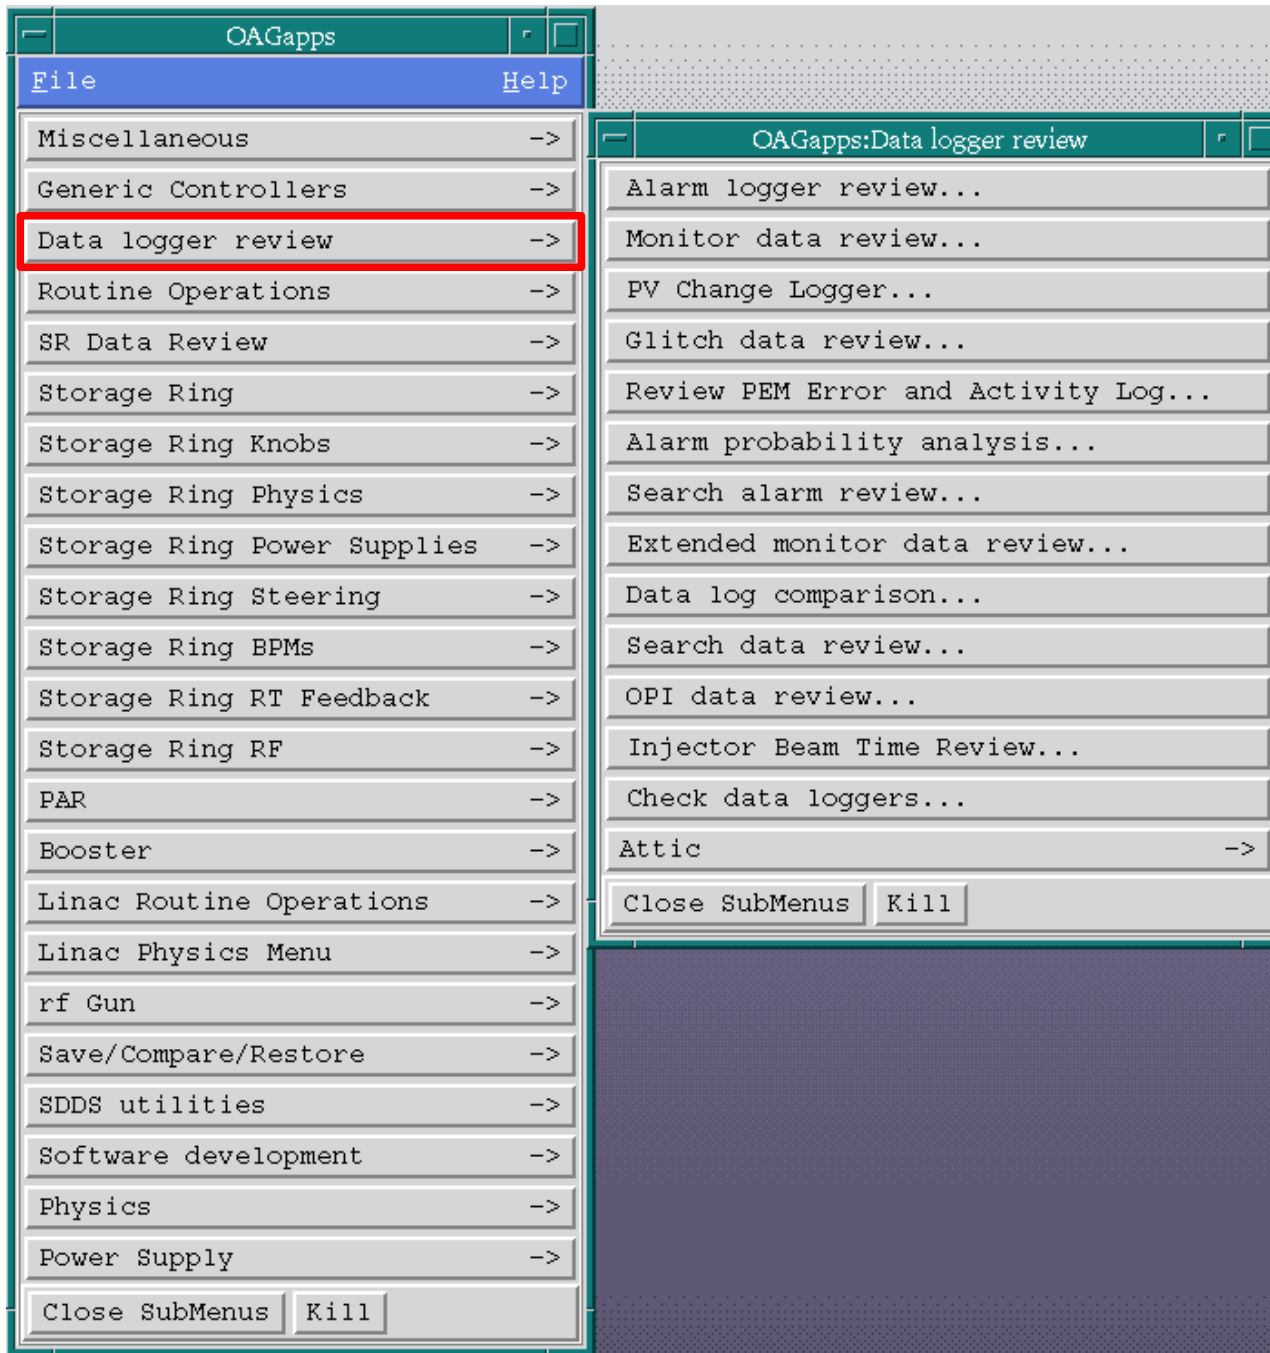 OAGapps
File Help
Miscellaneous ->
Generic Controllers ->
Data logger review ->
Routine Operations ->
SR Data Review ->
Storage Ring ->
Storage Ring Knobs ->
Storage Ring Physics ->
Storage Ring Power Supplies ->
Storage Ring Steering ->
Storage Ring BPMs ->
Storage Ring RT Feedback ->
Storage Ring RF ->
PAR ->
Booster ->
Linac Routine Operations ->
Linac Physics Menu ->
rf Gun ->
Save/Compare/Restore ->
SDDS utilities ->
Software development ->
Physics ->
Power Supply ->
Close SubMenus Kill
OAGapps:Data logger review
Alarm logger review...
Monitor data review...
PV Change Logger...
Glitch data review...
Review PEM Error and Activity Log...
Alarm probability analysis...
Search alarm review...
Extended monitor data review...
Data log comparison...
Search data review...
OPI data review...
Injector Beam Time Review...
Check data loggers...
Attic ->
Close SubMenus Kill